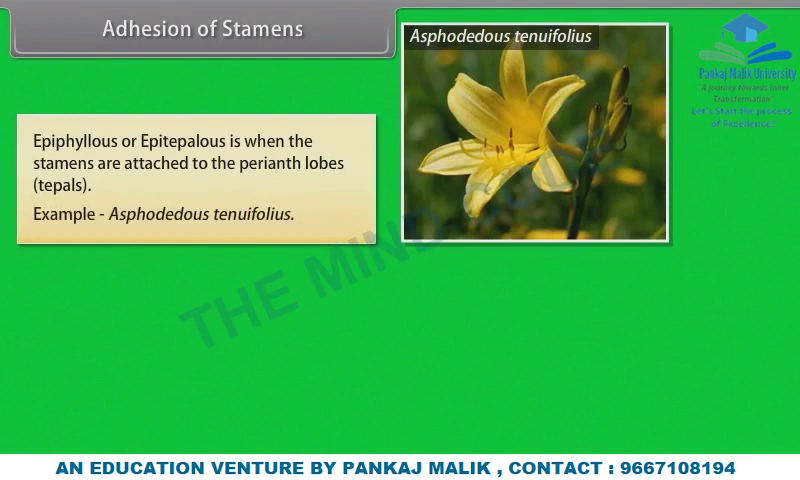 Adhesion of Stamens
Asphodedous tenuifolius
Pankaj Malik University
"A journey towards Inner
Transformation"
Let's Start the process
of Excellence.!
Epiphyllous or Epitepalous is when the
stamens are attached to the perianth lobes
(tepals).
Example - Asphodedous tenuifolius.
THE MIND
AN EDUCATION VENTURE BY PANKAJ MALIK , CONTACT : 9667108194